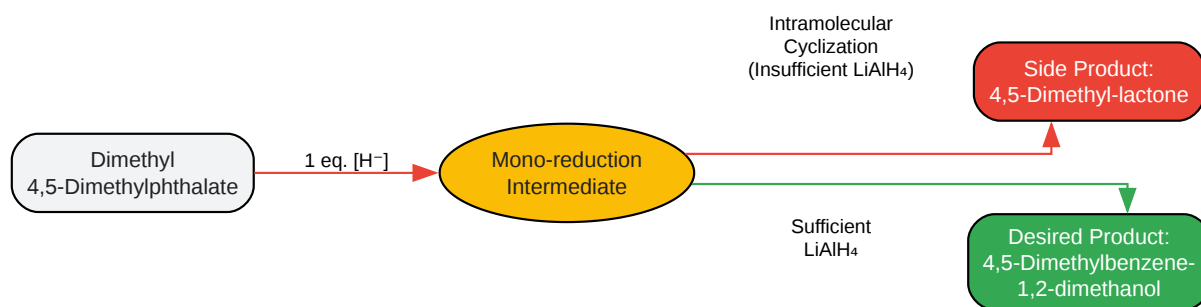 Dimethyl
4,5-Dimethylphthalate
1 eq. [H⁻]
Mono-reduction
Intermediate
Intramolecular
Cyclization
(Insufficient LiAlH₄)
Side Product:
4,5-Dimethyl-lactone
Sufficient
LiAlH₄
Desired Product:
4,5-Dimethylbenzene-
1,2-dimethanol